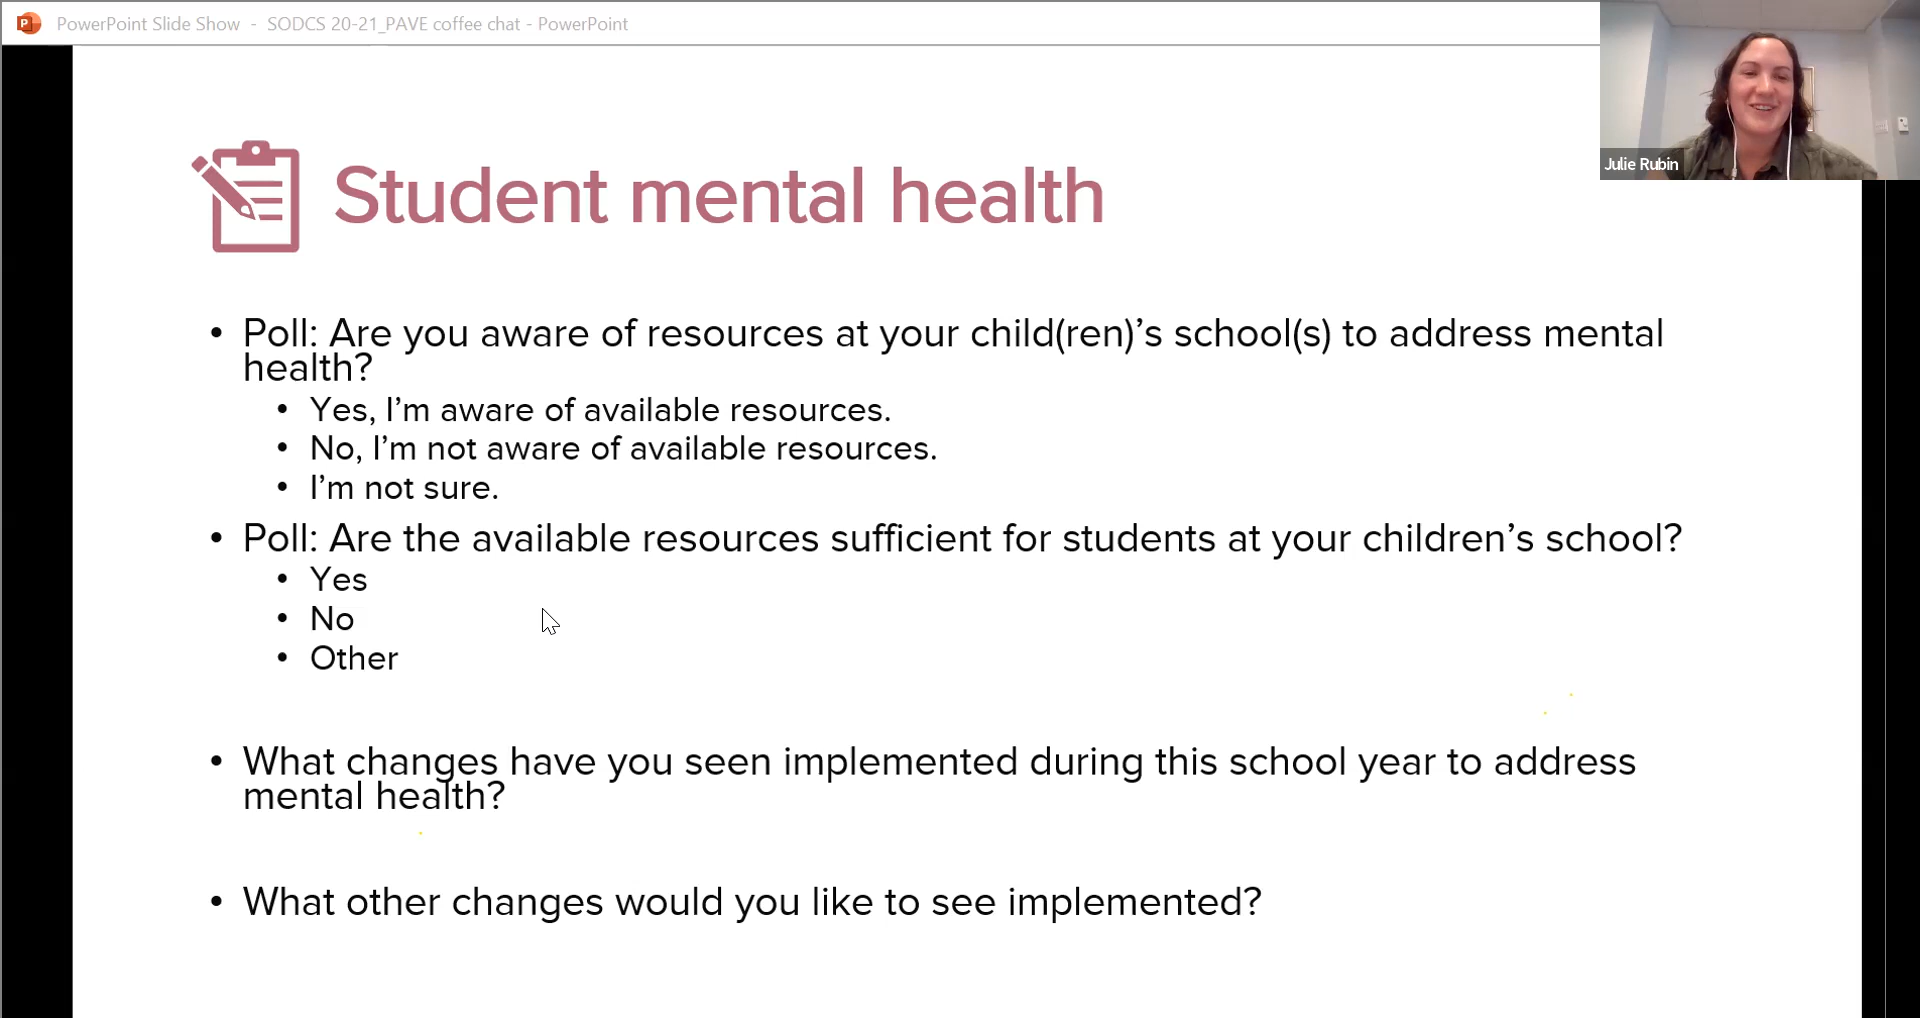 PowerPoint Slide Show - SODCS 20-21_PAVE coffee chat - PowerPoint
Julie Rubin
Student mental health
• Poll: Are you aware of resources at your child(ren)’s school(s) to address mental
health?
• Yes, I’m aware of available resources.
• No, I’m not aware of available resources.
• I’m not sure.
• Poll: Are the available resources sufficient for students at your children’s school?
• Yes
• No
• Other
• What changes have you seen implemented during this school year to address
mental health?
• What other changes would you like to see implemented?